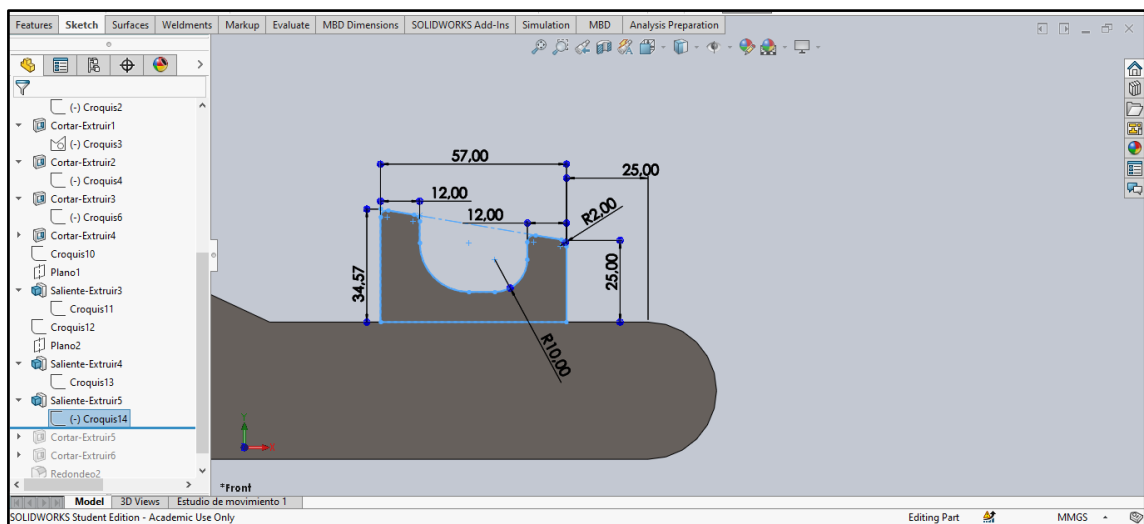 Features Sketch Surfaces Weldments Markup Evaluate MBD Dimensions SOLIDWORKS Add-Ins Simulation MBD Analysis Preparation
(-) Croquis2
Cortar-Extruir1
(-) Croquis3
Cortar-Extruir2
(-) Croquis4
Cortar-Extruir3
(-) Croquis6
Cortar-Extruir4
Croquis10
Plano1
Saliente-Extruir3
Croquis11
Croquis12
Plano2
Saliente-Extruir4
Croquis13
Saliente-Extruir5
(-) Croquis14
Cortar-Extruir5
Cortar-Extruir6
Redondeo2
57,00
25,00
12,00
12,00
R2,00
34,57
25,00
R10,00
Y
X
*Front
Model 3D Views Estudio de movimiento 1
SOLIDWORKS Student Edition - Academic Use Only Editing Part MMGS